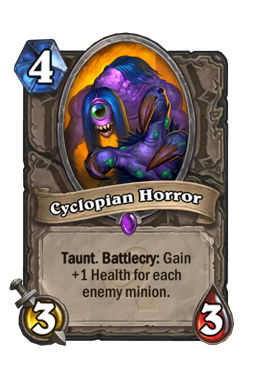 4
Cyclopian Horror
Taunt. Battlecry: Gain
+1 Health for each
enemy minion.
3
3